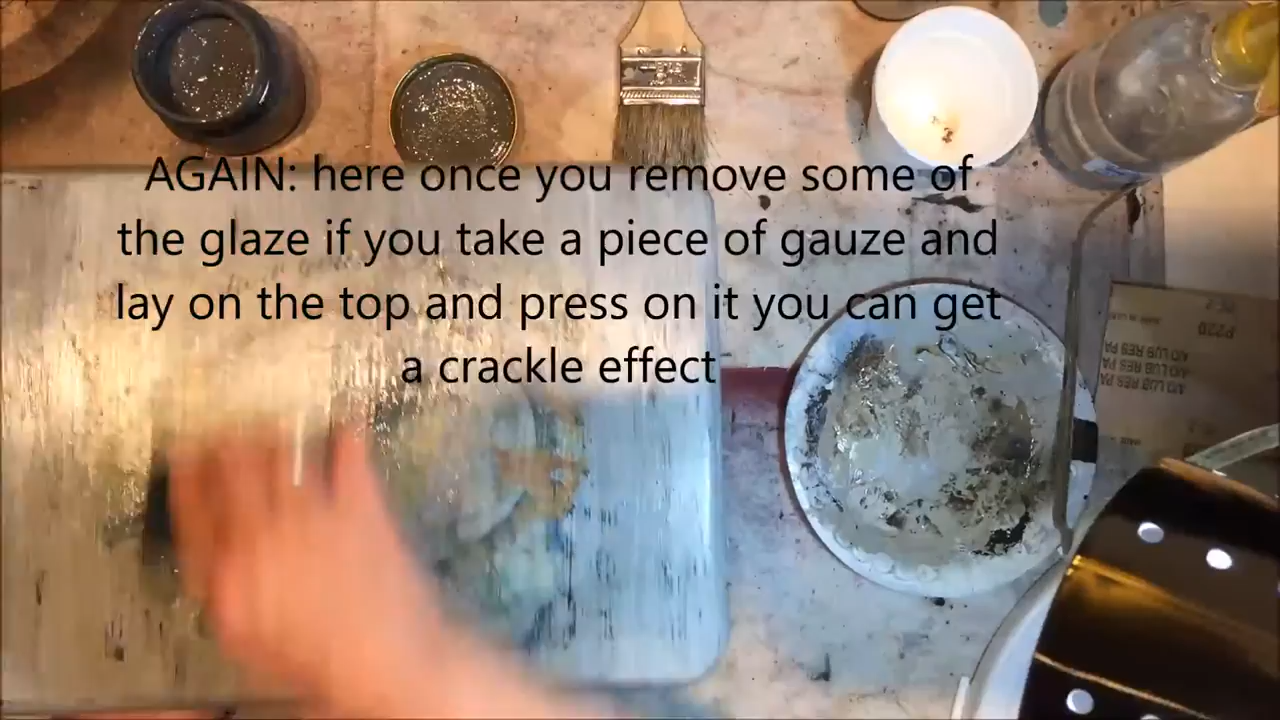 AGAIN: here once you remove some of
the glaze if you take a piece of gauze and
lay on the top and press on it you can get
a crackle effect
P220